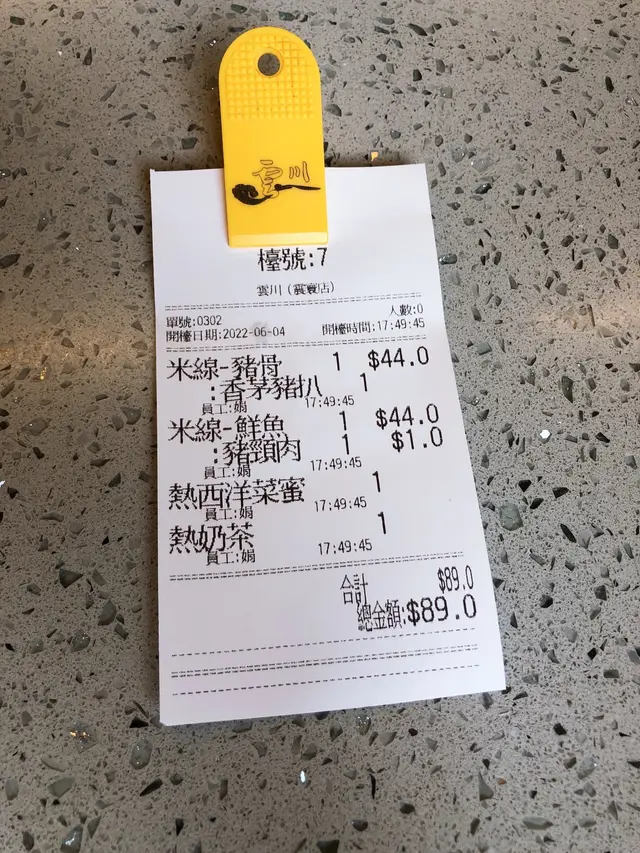 雲川
檯號:7
雲川（霱寰店）
單號:0302 人數:0
開檯日期:2022-06-04 開檯時間:17:49:45
米線-豬骨 1 $44.0
:香茅豬扒 1
員工:娟 17:49:45
米線-鮮魚 1 $44.0
:豬頸肉 1 $1.0
員工:娟 17:49:45
熱西洋菜蜜 1
員工:娟 17:49:45
熱奶茶 1
員工:娟 17:49:45
合計 $89.0
總金額:$89.0